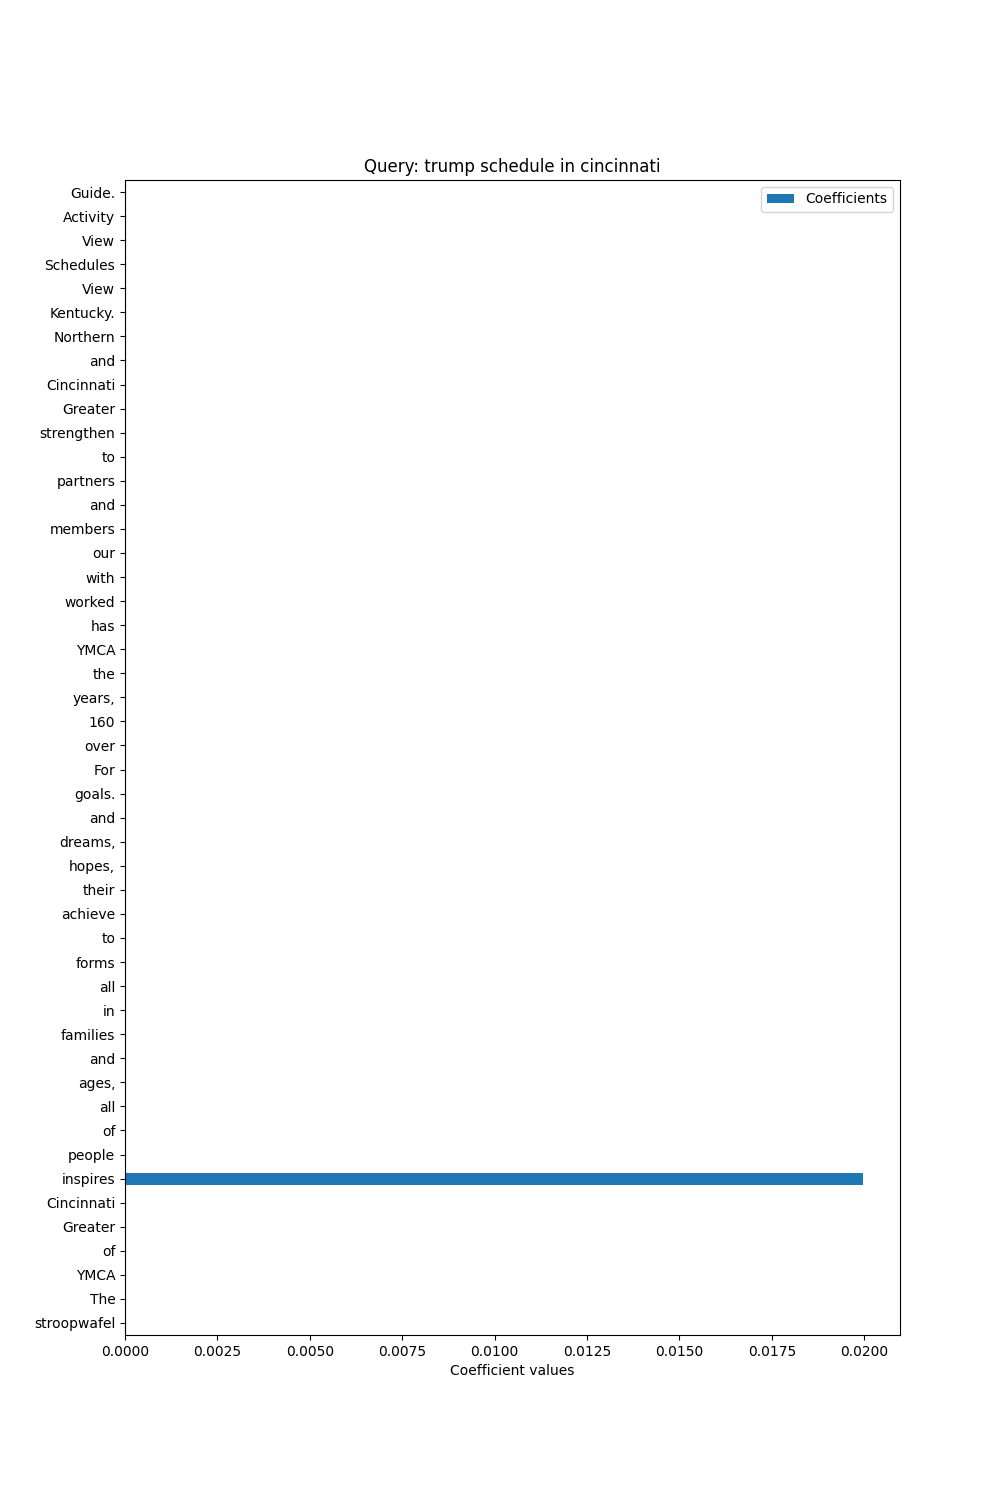 Query: trump schedule in cincinnati
Coefficients
Guide.
Activity
View
Schedules
View
Kentucky.
Northern
and
Cincinnati
Greater
strengthen
to
partners
and
members
our
with
worked
has
YMCA
the
years,
160
over
For
goals.
and
dreams,
hopes,
their
achieve
to
forms
all
in
families
and
ages,
all
of
people
inspires
Cincinnati
Greater
of
YMCA
The
stroopwafel
0.0000 0.0025 0.0050 0.0075 0.0100 0.0125 0.0150 0.0175 0.0200
Coefficient values